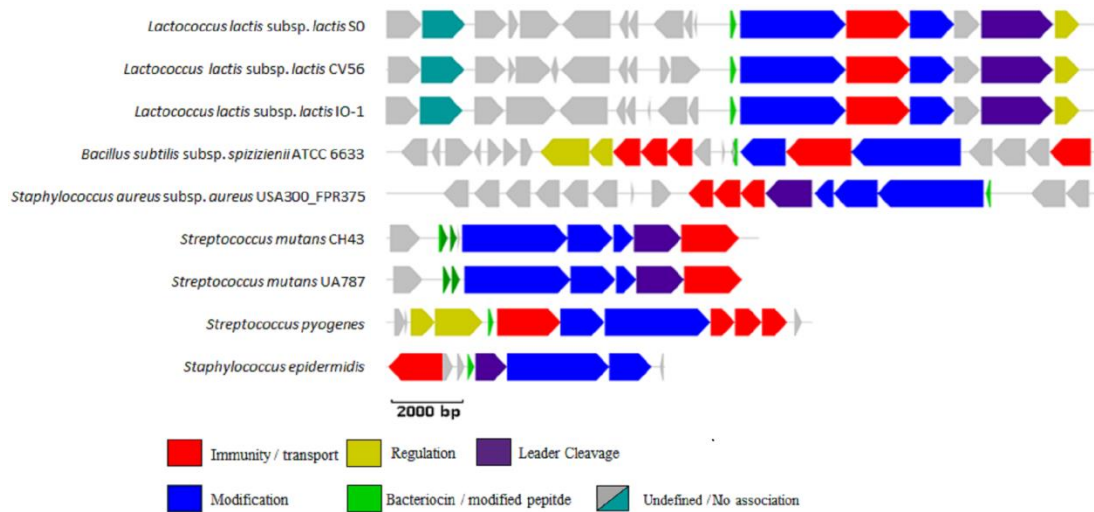 Lactococcus lactis subsp. lactis S0
Lactococcus lactis subsp. lactis CV56
Lactococcus lactis subsp. lactis IO-1
Bacillus subtilis subsp. spizizienii ATCC 6633
Staphylococcus aureus subsp. aureus USA300_FPR375
Streptococcus mutans CH43
Streptococcus mutans UA787
Streptococcus pyogenes
Staphylococcus epidermidis
2000 bp
Immunity / transport Regulation Leader Cleavage
Modification Bacteriocin / modified pepitde Undefined / No association